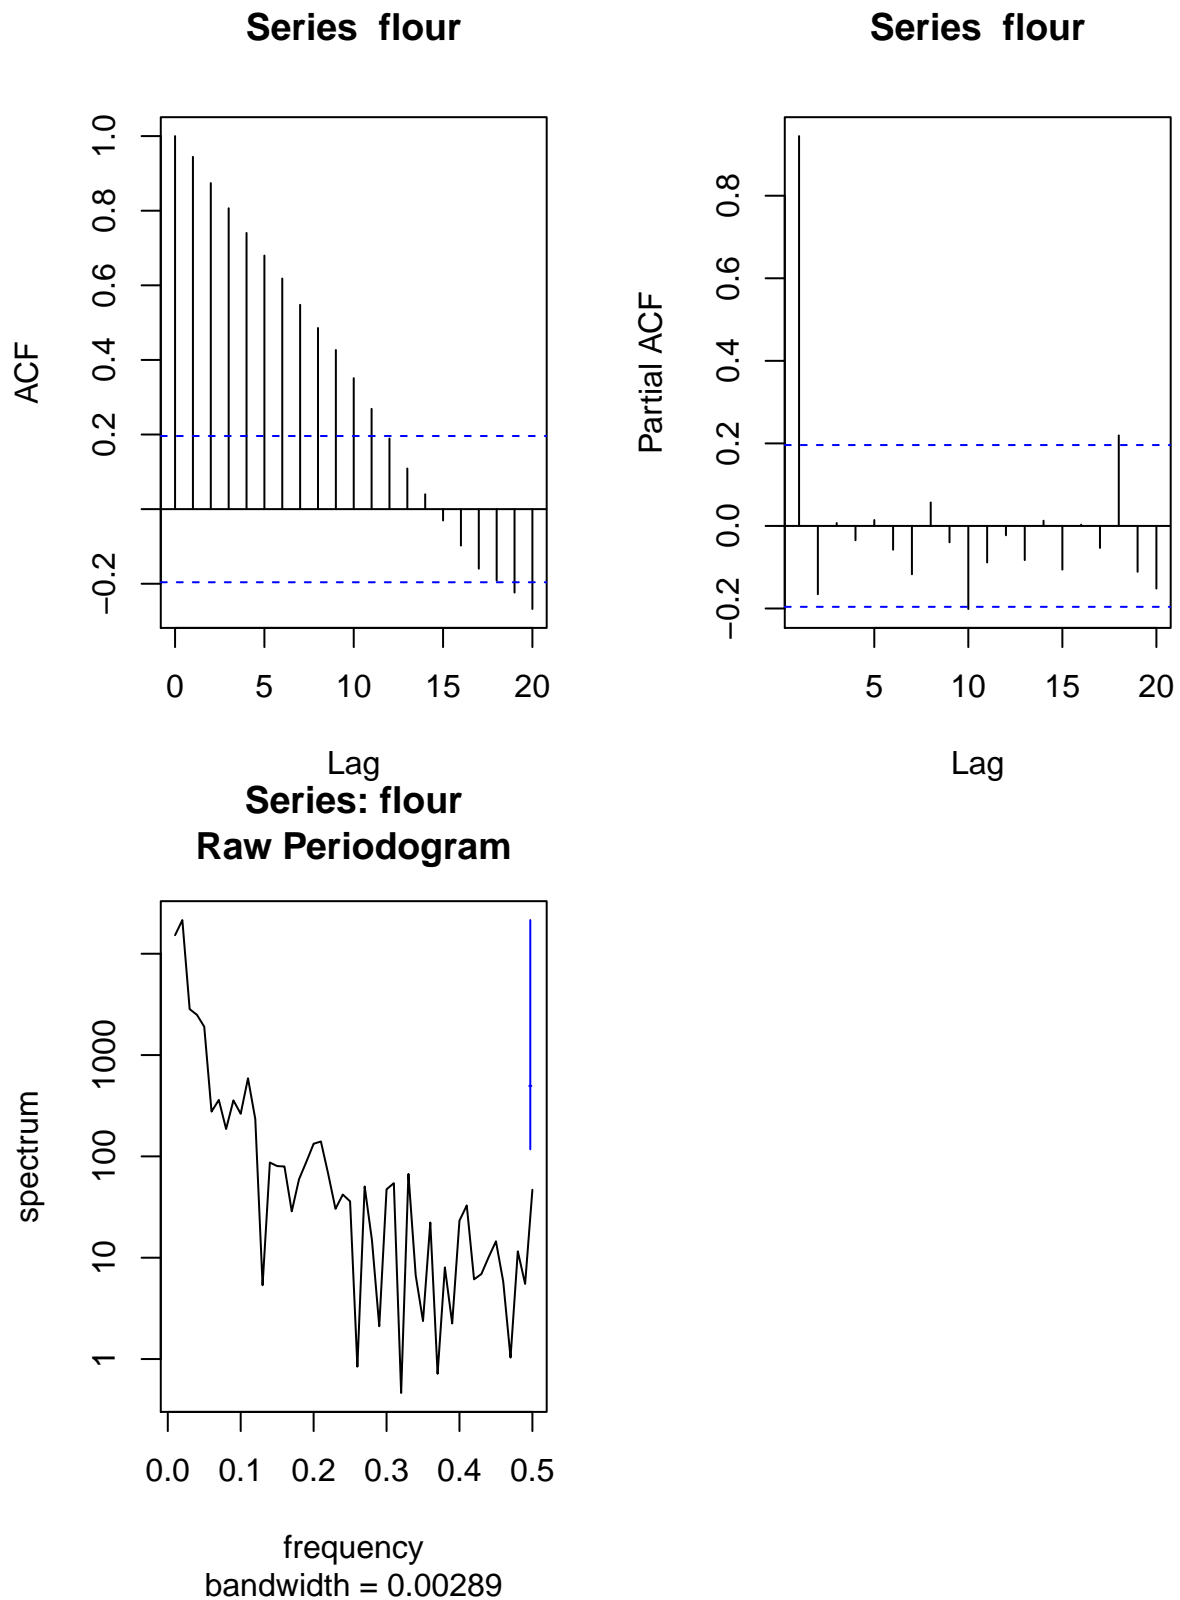 Series flour
ACF
1.0
0.8
0.6
0.4
0.2
−0.2
0 5 10 15 20
Lag
Series flour
Partial ACF
0.8
0.6
0.4
0.2
0.0
−0.2
5 10 15 20
Lag
Series: flour
Raw Periodogram
spectrum
1000
100
10
1
0.0 0.1 0.2 0.3 0.4 0.5
frequency
bandwidth = 0.00289